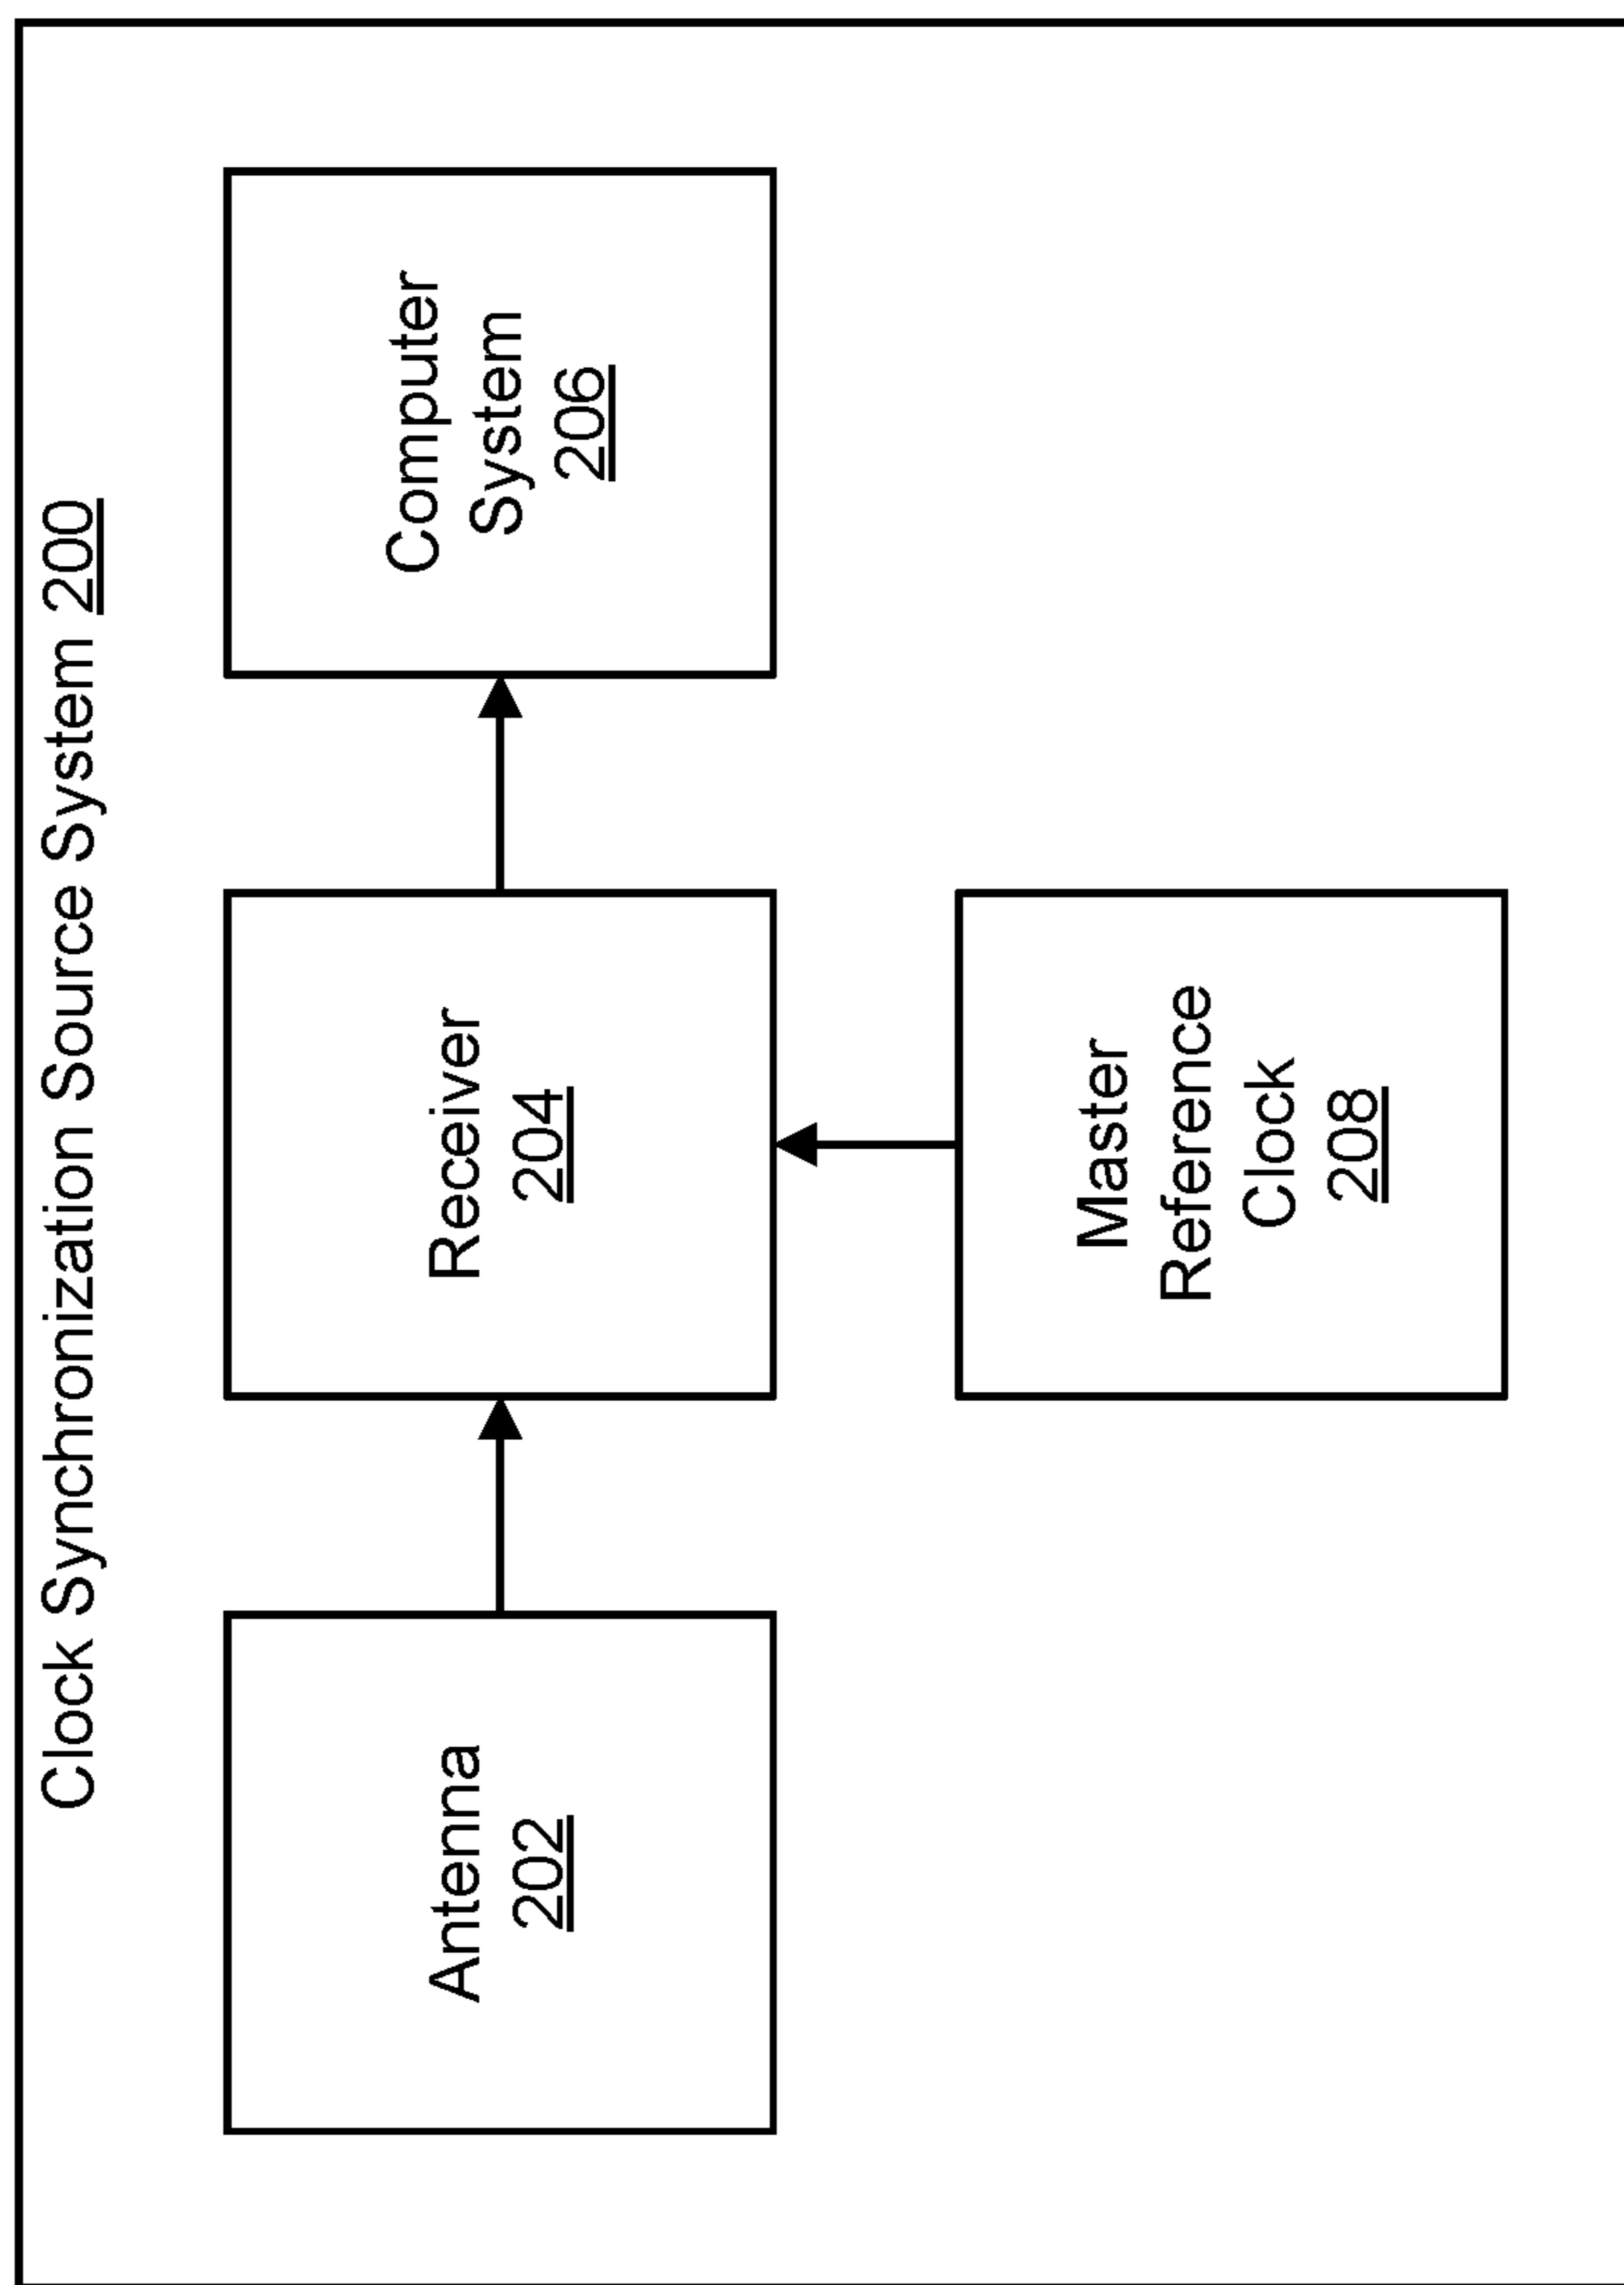 Clock Synchronization Source System 200
Antenna
202
Receiver
204
Computer
System
206
Master
Reference
Clock
208